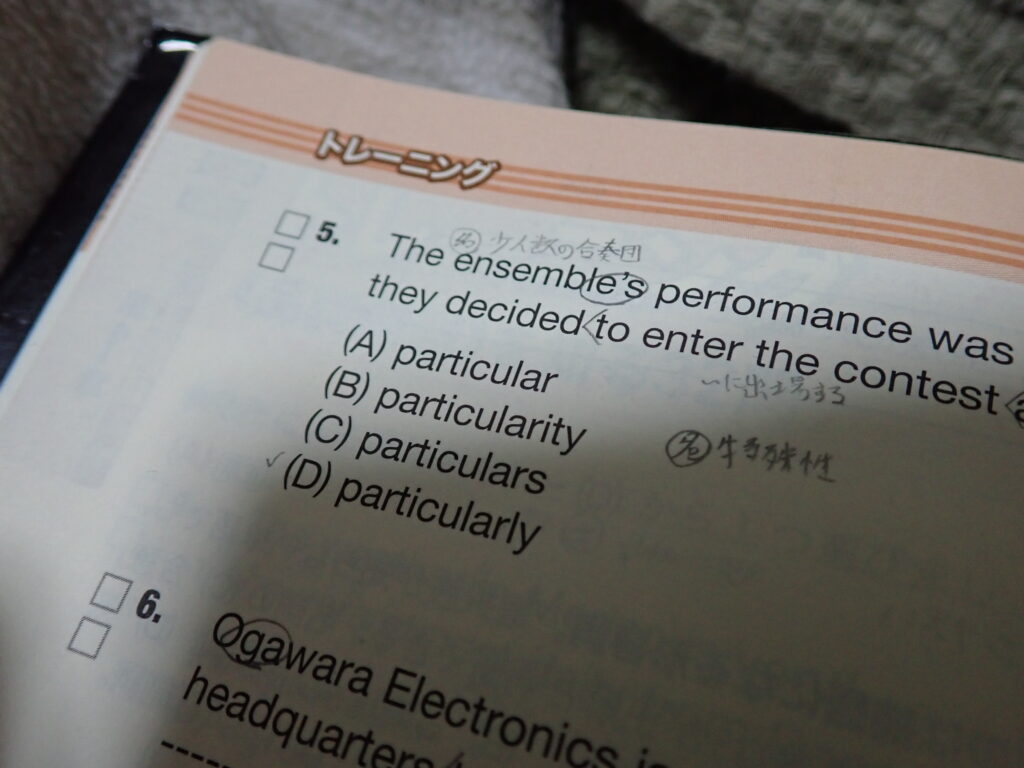 トレーニング
名 少人数の合奏団
5. The ensemble's performance was
they decided to enter the contest
~に出場する
(A) particular
(B) particularity
名 特殊性
(C) particulars
(D) particularly
6. Ogawara Electronics
headquarters